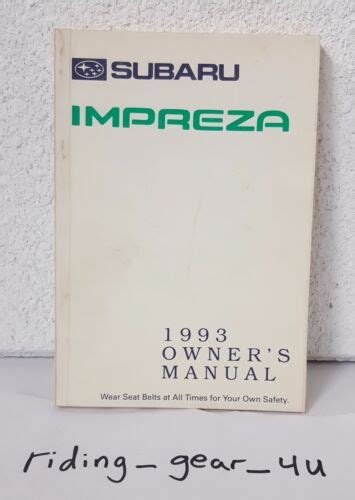 SUBARU
IMPREZA
1993
OWNER'S
MANUAL
Wear Seat Belts at All Times for Your Own Safety.
riding_gear_4u